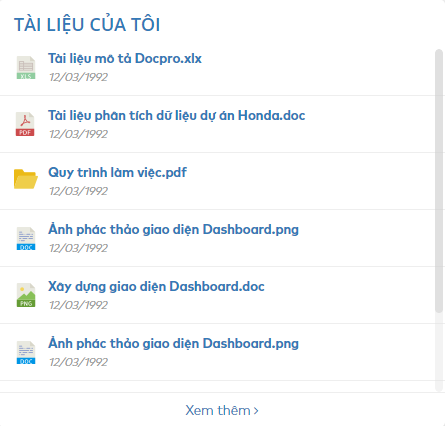 TÀI LIỆU CỦA TÔI
Tài liệu mô tả Docpro.xlx
12/03/1992
XLS
Tài liệu phân tích dữ liệu dự án Honda.doc
12/03/1992
PDF
Quy trình làm việc.pdf
12/03/1992
Ảnh phác thảo giao diện Dashboard.png
12/03/1992
DOC
Xây dựng giao diện Dashboard.doc
12/03/1992
PNG
Ảnh phác thảo giao diện Dashboard.png
12/03/1992
DOC
Xem thêm >